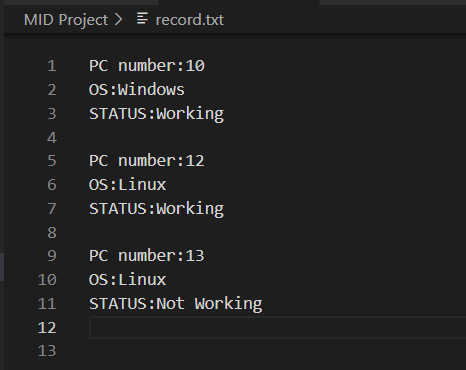 MID Project > record.txt
1 PC number:10
2 OS:Windows
3 STATUS:Working
4
5 PC number:12
6 OS:Linux
7 STATUS:Working
8
9 PC number:13
10 OS:Linux
11 STATUS:Not Working
12
13